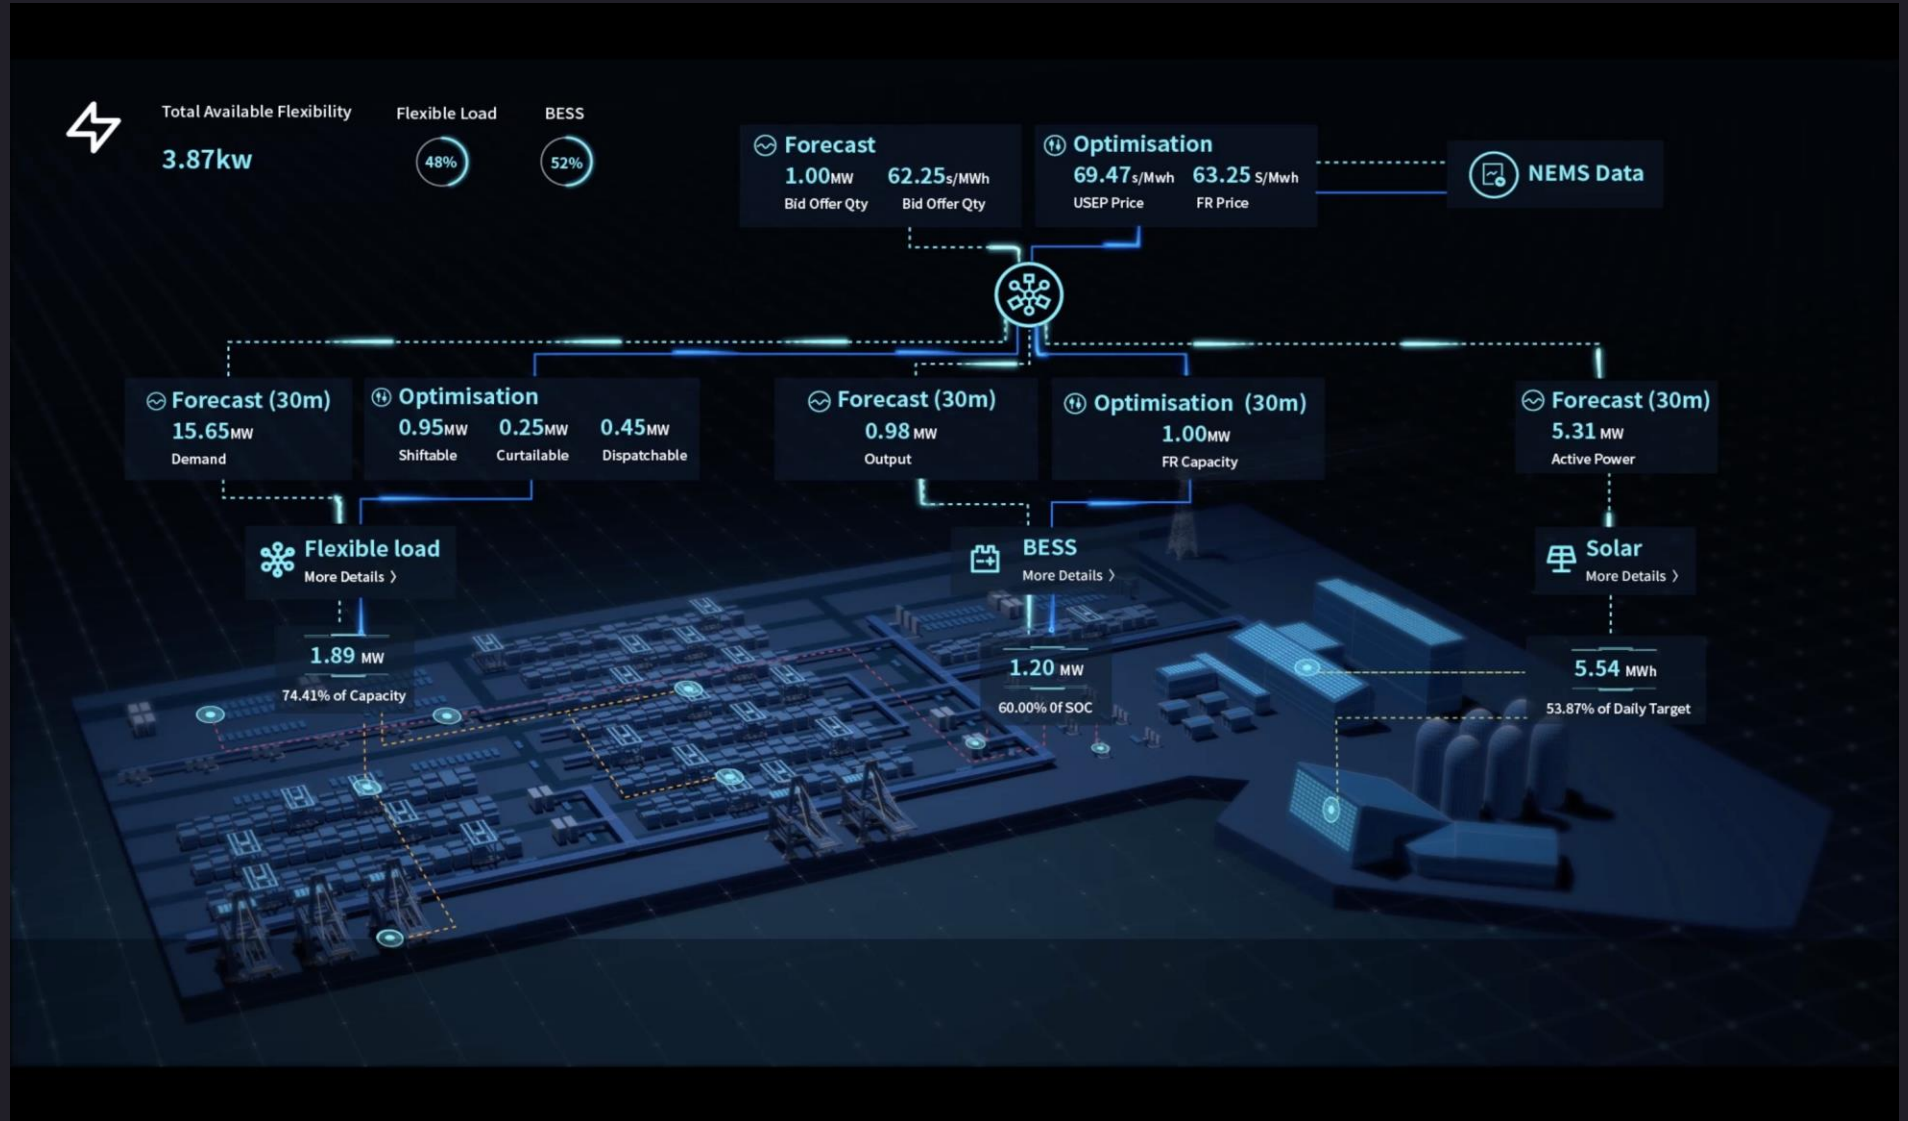 Total Available Flexibility
3.87kw
Flexible Load
48%
BESS
52%
Forecast
1.00MW 62.25s/MWh
Bid Offer Qty Bid Offer Qty
Optimisation
69.47s/Mwh 63.25 S/Mwh
USEP Price FR Price
NEMS Data
Forecast (30m)
15.65MW
Demand
Optimisation
0.95MW 0.25MW 0.45MW
Shiftable Curtailable Dispatchable
Forecast (30m)
0.98 MW
Output
Optimisation (30m)
1.00MW
FR Capacity
Forecast (30m)
5.31 MW
Active Power
Flexible load
More Details 〉
BESS
More Details 〉
Solar
More Details 〉
1.89 MW
74.41% of Capacity
1.20 MW
60.00% 0f SOC
5.54 MWh
53.87% of Daily Target